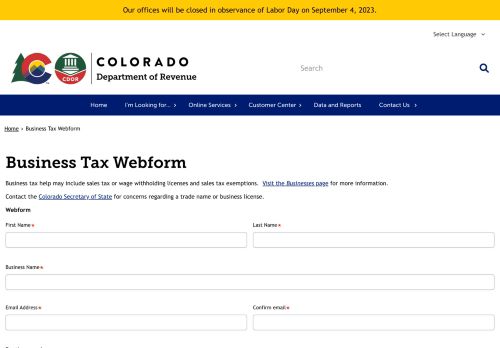 Our offices will be closed in observance of Labor Day on September 4, 2023.
Select Language
CDOR
COLORADO
Department of Revenue
Search
Home I'm Looking for... Online Services Customer Center Data and Reports Contact Us
Home › Business Tax Webform
Business Tax Webform
Business tax help may include sales tax or wage withholding licenses and sales tax exemptions. Visit the Businesses page for more information.
Contact the Colorado Secretary of State for concerns regarding a trade name or business license.
Webform
First Name* Last Name*
Business Name*
Email Address* Confirm email*